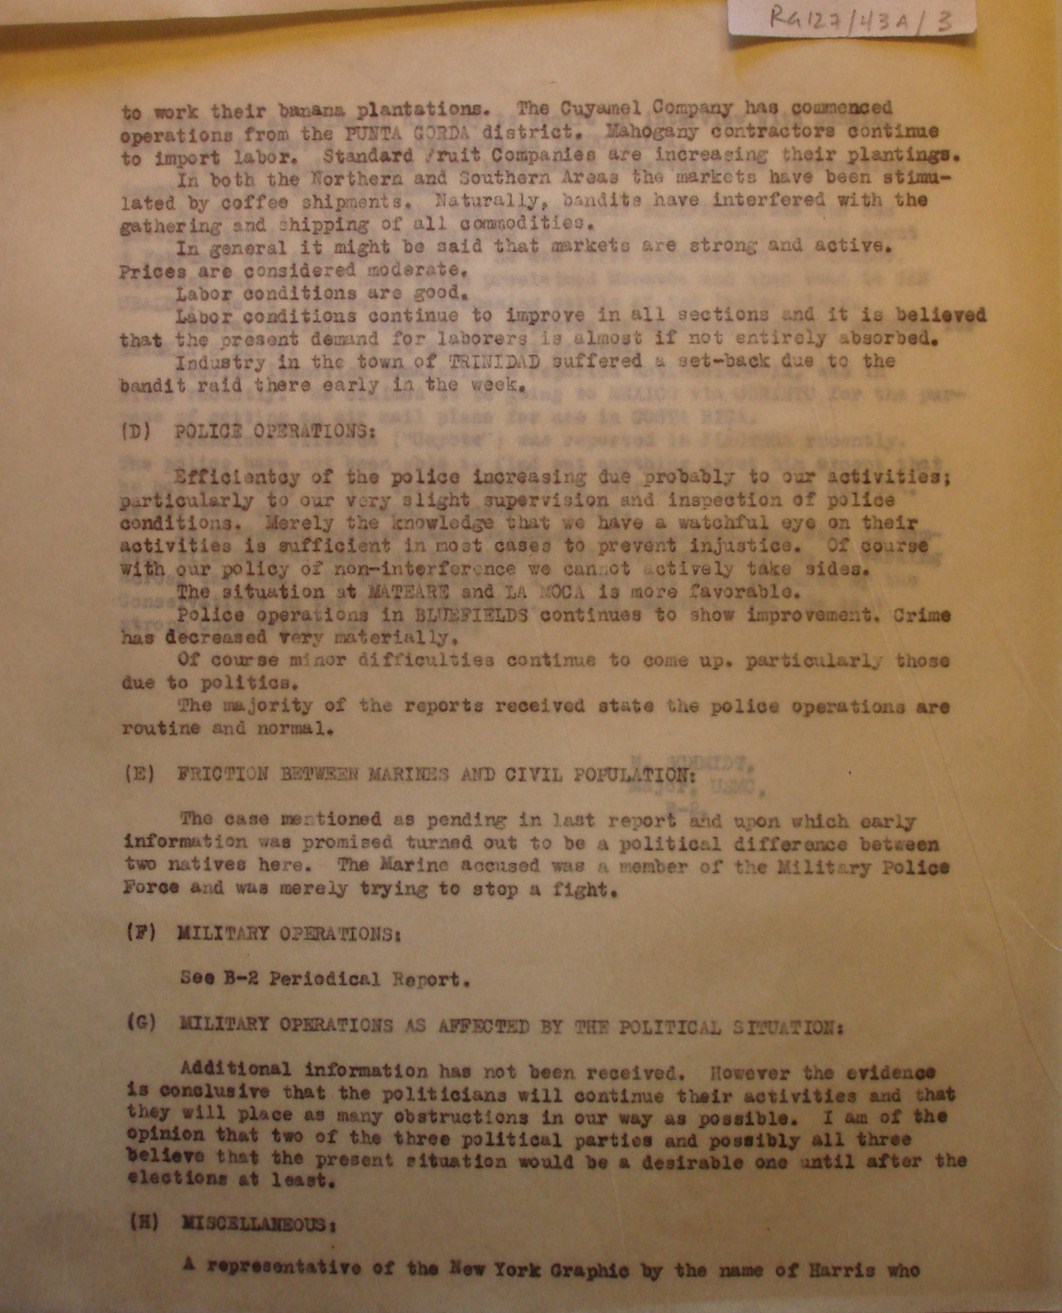 RG127/43A/3
to work their banana plantations. The Cuyamel Company has commenced
operations from the PUNTA GORDA district. Mahogany contractors continue
to import labor. Standard Fruit Companies are increasing their plantings.
In both the Northern and Southern Areas the markets have been stimu-
lated by coffee shipments. Naturally, bandits have interfered with the
gathering and shipping of all commodities.
In general it might be said that markets are strong and active.
Prices are considered moderate.
Labor conditions are good.
Labor conditions continue to improve in all sections and it is believed
that the present demand for laborers is almost if not entirely absorbed.
Industry in the town of TRINIDAD suffered a set-back due to the
bandit raid there early in the week.
(D) POLICE OPERATIONS:
Efficientcy of the police increasing due probably to our activities;
particularly to our very slight supervision and inspection of police
conditions. Merely the knowledge that we have a watchful eye on their
activities is sufficient in most cases to prevent injustice. Of course
with our policy of non-interference we cannot actively take sides.
The situation at MATEARE and LA MOCA is more favorable.
Police operations in BLUEFIELDS continues to show improvement. Crime
has decreased very materially.
Of course minor difficulties continue to come up. particularly those
due to politics.
The majority of the reports received state the police operations are
routine and normal.
(E) FRICTION BETWEEN MARINES AND CIVIL POPULATION:
The case mentioned as pending in last report and upon which early
information was promised turned out to be a political difference between
two natives here. The Marine accused was a member of the Military Police
Force and was merely trying to stop a fight.
(F) MILITARY OPERATIONS:
See B-2 Periodical Report.
(G) MILITARY OPERATIONS AS AFFECTED BY THE POLITICAL SITUATION:
Additional information has not been received. However the evidence
is conclusive that the politicians will continue their activities and that
they will place as many obstructions in our way as possible. I am of the
opinion that two of the three political parties and possibly all three
believe that the present situation would be a desirable one until after the
elections at least.
(H) MISCELLANEOUS:
A representative of the New York Graphic by the name of Harris who